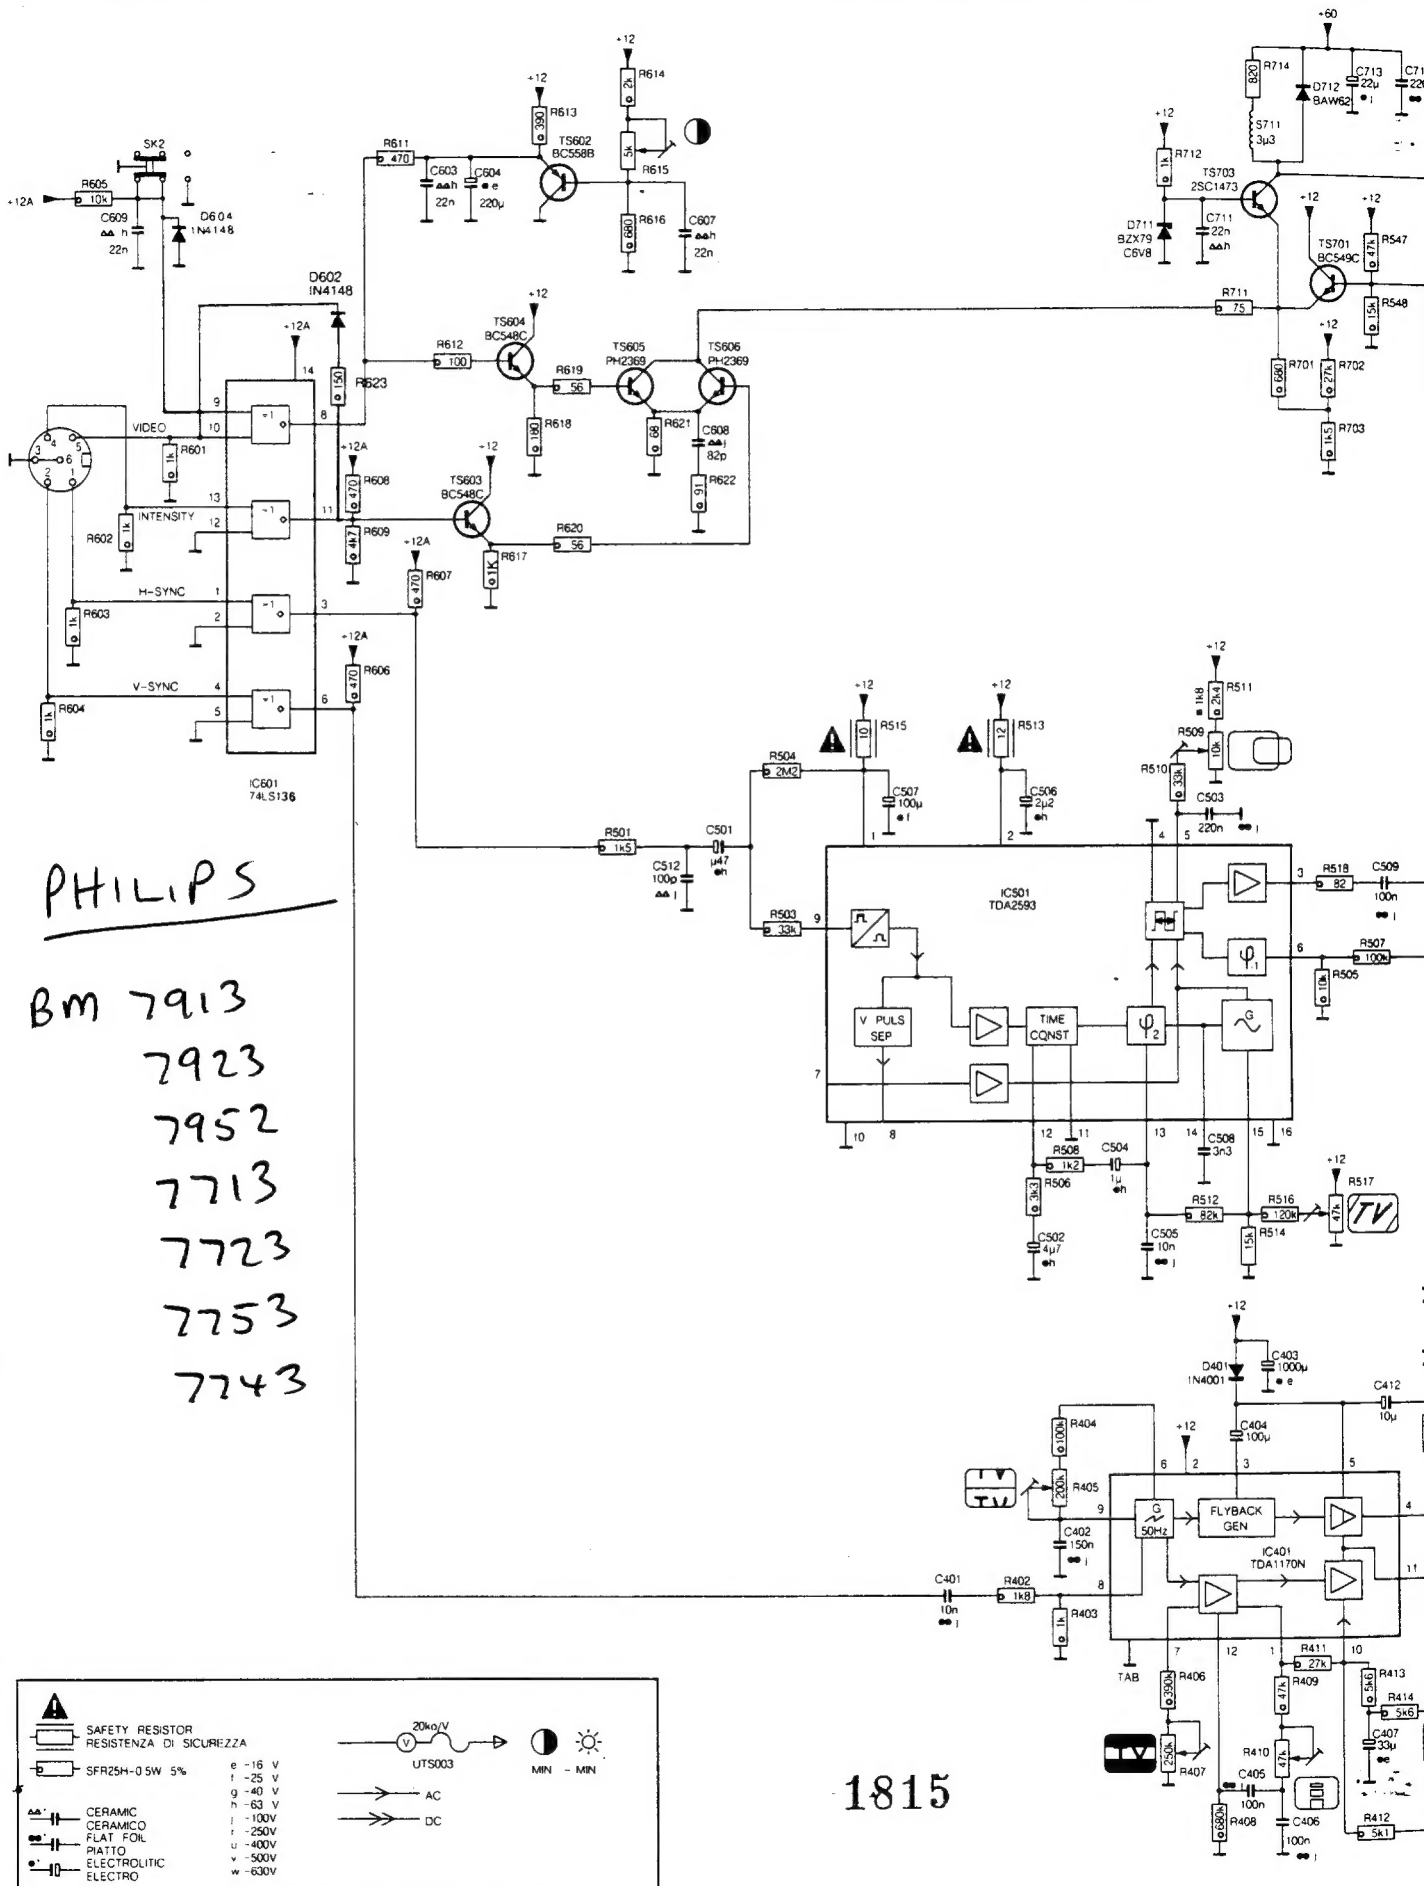 +12
R614
2k
+12
R613
390
TS602
BC558B
5k
R615
R611
470
C603
h
22n
C604
e
220µ
R616
680
C607
h
22n
SK2
+12A
R605
10k
C609
h
22n
D604
1N4148
D602
1N4148
+12A
14
150
R623
+60
R714
820
S711
3µ3
D712
BAW62
C713
22µ
+12
R712
1k
TS703
2SC1473
D711
BZX79
C6V8
C711
22n
h
+12
TS701
BC549C
R547
47k
R548
15k
R711
75
+12
R701
680
R702
27k
R703
1k5
+12
TS604
BC548C
R612
100
R619
56
TS605
PH2369
TS606
PH2369
R618
180
R621
68
C608
82p
R622
91
9
10
=1
8
VIDEO
R601
1k
4
5
3
6
2
1
13
12
=1
11
INTENSITY
R602
1k
+12A
R608
470
R609
4k7
+12
TS603
BC548C
R617
1K
R620
56
H-SYNC
1
2
=1
3
R603
1k
+12A
R607
470
V-SYNC
4
5
=1
6
R604
1k
+12A
R606
470
IC601
74LS136
+12
R515
10
+12
R513
12
R504
2M2
C507
100µ
C506
2µ2
h
+12
1k8
2k4
R511
R509
10k
R510
33k
C503
220n
R501
1k5
C501
µ47
h
C512
100p
R503
33k
9
1
2
4
5
IC501
TDA2593
3
R518
82
C509
100n
6
R507
100k
R505
10k
φ1
V PULS
SEP
TIME
CONST
φ2
G
7
10
8
12
11
13
14
15
16
R508
1k2
C504
1µ
h
R506
3k3
C502
4µ7
h
C508
3n3
C505
10n
R512
82k
R516
120k
R514
15k
+12
R517
47k
TV
PHILIPS
BM 7913
7923
7952
7713
7723
7753
7743
+12
D401
1N4001
C403
1000µ
e
C404
100µ
C412
10µ
+12
R404
100k
R405
200k
C402
150n
6
2
3
5
9
G
50Hz
FLYBACK
GEN
4
IC401
TDA1170N
11
C401
10n
R402
1k8
R403
1k
8
TAB
7
12
1
10
R406
390k
R407
250k
TV
R408
680k
C405
100n
R409
47k
R410
47k
C406
100n
R411
27k
R413
5k6
R414
5k6
C407
33µ
e
R412
5k1
SAFETY RESISTOR
RESISTENZA DI SICUREZZA
SFR25H-0.5W 5%
CERAMIC
CERAMICO
FLAT FOIL
PIATTO
ELECTROLITIC
ELECTRO
e -16 V
f -25 V
g -40 V
h -63 V
j -100V
r -250V
u -400V
v -500V
w -630V
20kΩ/V
V
UTS003
AC
DC
MIN - MIN
1815